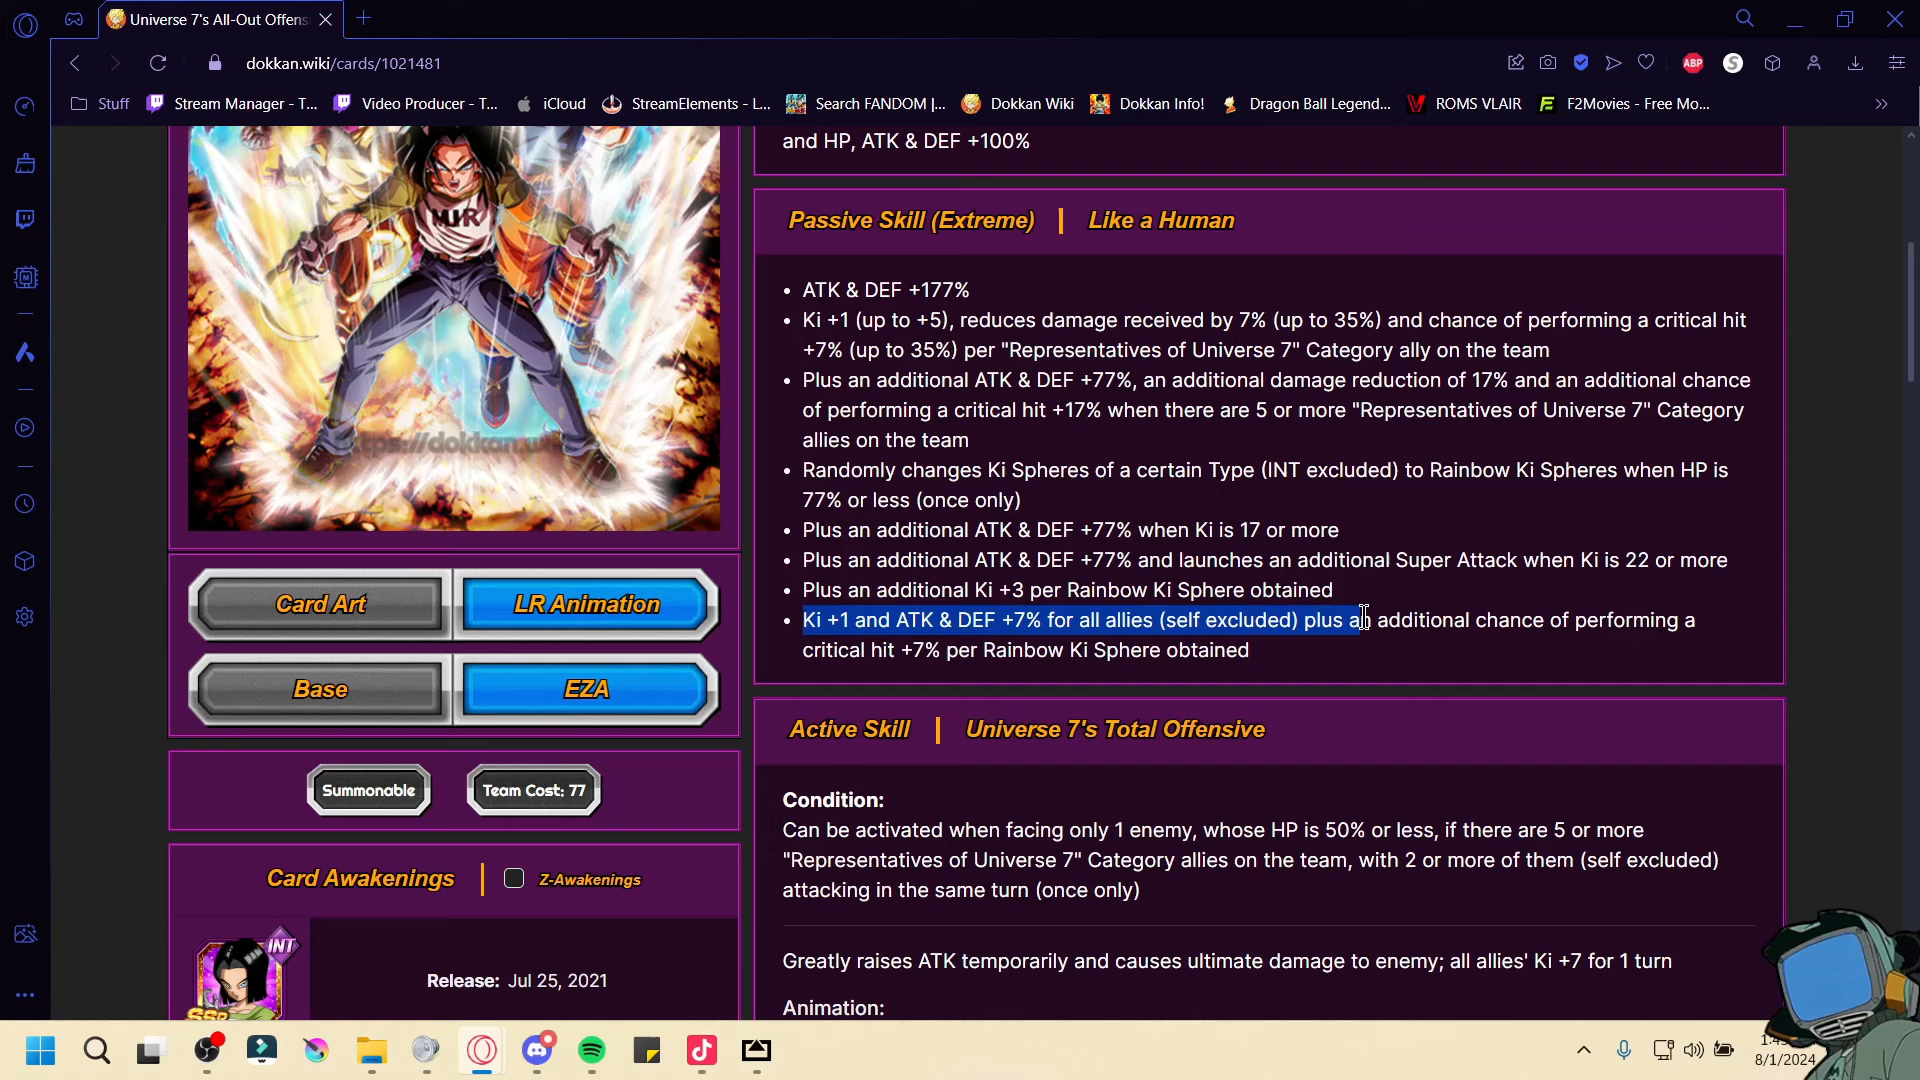 Universe 7's All-Out Offens
dokkan.wiki/cards/1021481
ABP
S
Stuff
Stream Manager - T...
Video Producer - T...
iCloud
StreamElements - L...
Search FANDOM |...
Dokkan Wiki
Dokkan Info!
Dragon Ball Legend...
ROMS VLAIR
F2Movies - Free Mo...
and HP, ATK & DEF +100%
MIR
Passive Skill (Extreme) | Like a Human
• ATK & DEF +177%
• Ki +1 (up to +5), reduces damage received by 7% (up to 35%) and chance of performing a critical hit
+7% (up to 35%) per "Representatives of Universe 7" Category ally on the team
• Plus an additional ATK & DEF +77%, an additional damage reduction of 17% and an additional chance
of performing a critical hit +17% when there are 5 or more "Representatives of Universe 7" Category
allies on the team
• Randomly changes Ki Spheres of a certain Type (INT excluded) to Rainbow Ki Spheres when HP is
77% or less (once only)
• Plus an additional ATK & DEF +77% when Ki is 17 or more
• Plus an additional ATK & DEF +77% and launches an additional Super Attack when Ki is 22 or more
• Plus an additional Ki +3 per Rainbow Ki Sphere obtained
• Ki +1 and ATK & DEF +7% for all allies (self excluded) plus an additional chance of performing a
critical hit +7% per Rainbow Ki Sphere obtained
Card Art
LR Animation
Base
EZA
Summonable
Team Cost: 77
Card Awakenings | Z-Awakenings
INT
SSR
Release: Jul 25, 2021
Active Skill | Universe 7's Total Offensive
Condition:
Can be activated when facing only 1 enemy, whose HP is 50% or less, if there are 5 or more
"Representatives of Universe 7" Category allies on the team, with 2 or more of them (self excluded)
attacking in the same turn (once only)
Greatly raises ATK temporarily and causes ultimate damage to enemy; all allies' Ki +7 for 1 turn
Animation:
8/1/2024